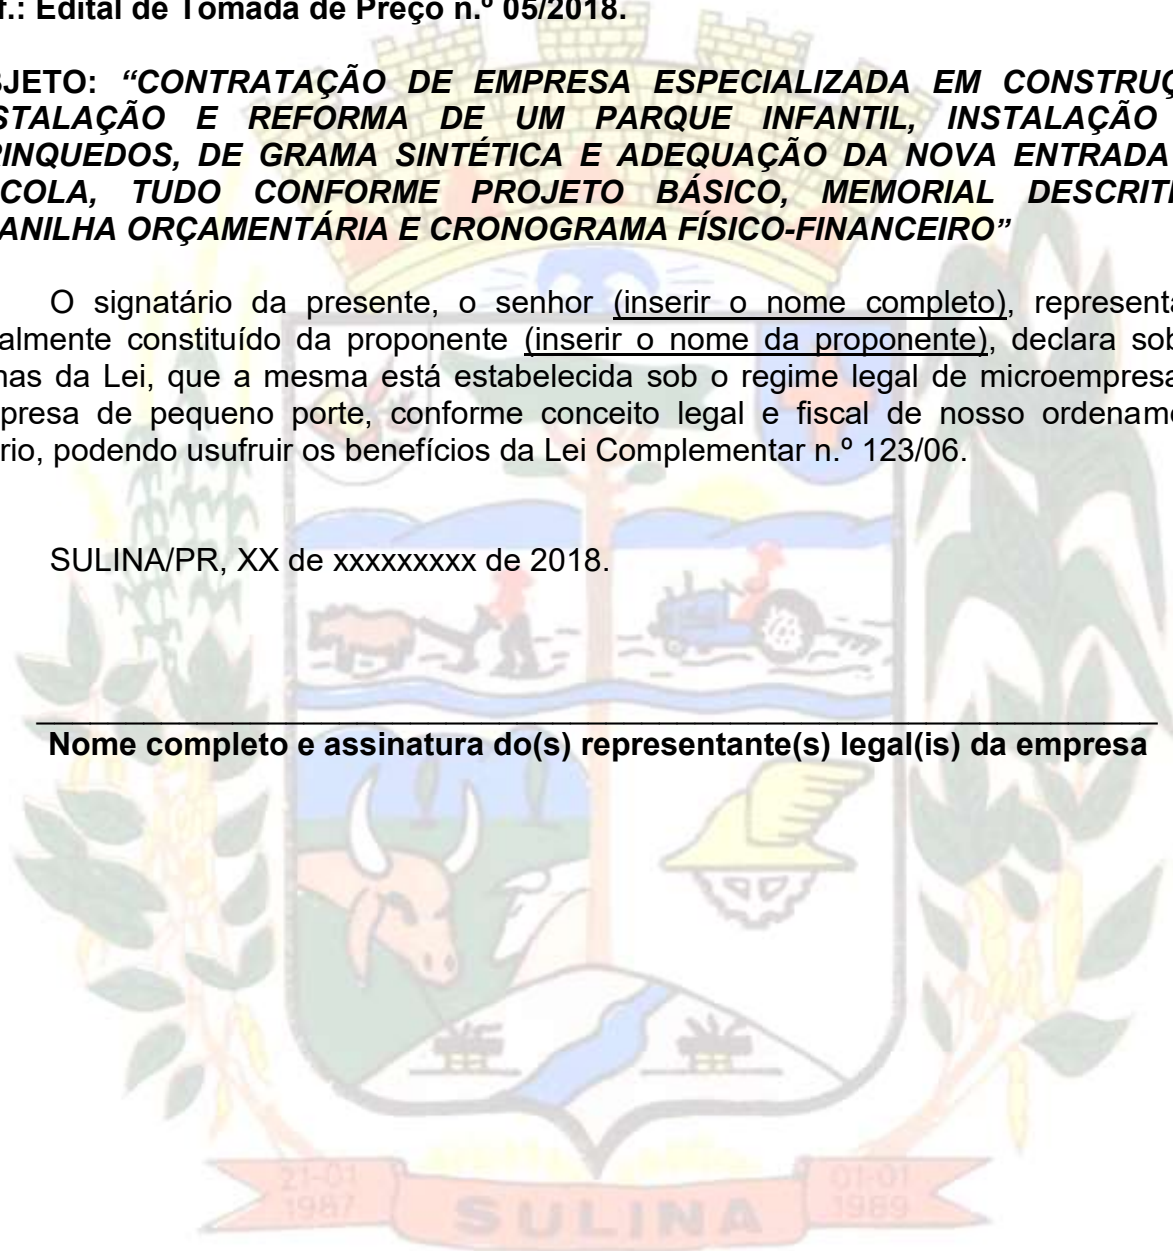 f.: Edital de Tomada de Preço n.º 05/2018.
BJETO: “CONTRATAÇÃO DE EMPRESA ESPECIALIZADA EM CONSTRUÇ
STALAÇÃO E REFORMA DE UM PARQUE INFANTIL, INSTALAÇÃO
RINQUEDOS, DE GRAMA SINTÉTICA E ADEQUAÇÃO DA NOVA ENTRADA
COLA, TUDO CONFORME PROJETO BÁSICO, MEMORIAL DESCRITI
ANILHA ORÇAMENTÁRIA E CRONOGRAMA FÍSICO-FINANCEIRO”
O signatário da presente, o senhor (inserir o nome completo), representa
almente constituído da proponente (inserir o nome da proponente), declara sob
nas da Lei, que a mesma está estabelecida sob o regime legal de microempresa
presa de pequeno porte, conforme conceito legal e fiscal de nosso ordename
rio, podendo usufruir os benefícios da Lei Complementar n.º 123/06.
SULINA/PR, XX de xxxxxxxxx de 2018.
Nome completo e assinatura do(s) representante(s) legal(is) da empresa
21-01
1987
SULINA
01-01
1989